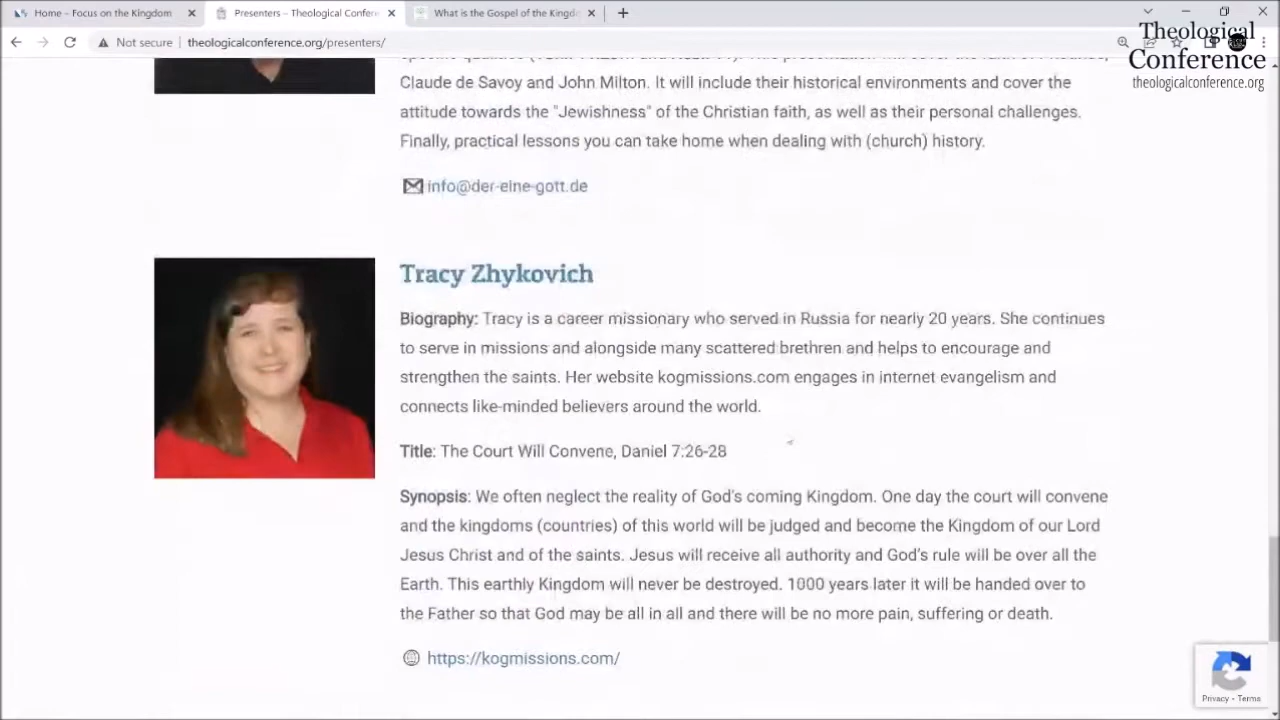 Home – Focus on the Kingdom
Presenters – Theological Confere
What is the Gospel of the Kingd
Not secure
theologicalconference.org/presenters/
Theological
Conference
theologicalconference.org
Claude de Savoy and John Milton. It will include their historical environments and cover the
attitude towards the "Jewishness" of the Christian faith, as well as their personal challenges.
Finally, practical lessons you can take home when dealing with (church) history.
info@der-eine-gott.de
Tracy Zhykovich
Biography: Tracy is a career missionary who served in Russia for nearly 20 years. She continues
to serve in missions and alongside many scattered brethren and helps to encourage and
strengthen the saints. Her website kogmissions.com engages in internet evangelism and
connects like-minded believers around the world.
Title: The Court Will Convene, Daniel 7:26-28
Synopsis: We often neglect the reality of God's coming Kingdom. One day the court will convene
and the kingdoms (countries) of this world will be judged and become the Kingdom of our Lord
Jesus Christ and of the saints. Jesus will receive all authority and God's rule will be over all the
Earth. This earthly Kingdom will never be destroyed. 1000 years later it will be handed over to
the Father so that God may be all in all and there will be no more pain, suffering or death.
https://kogmissions.com/
Privacy - Terms